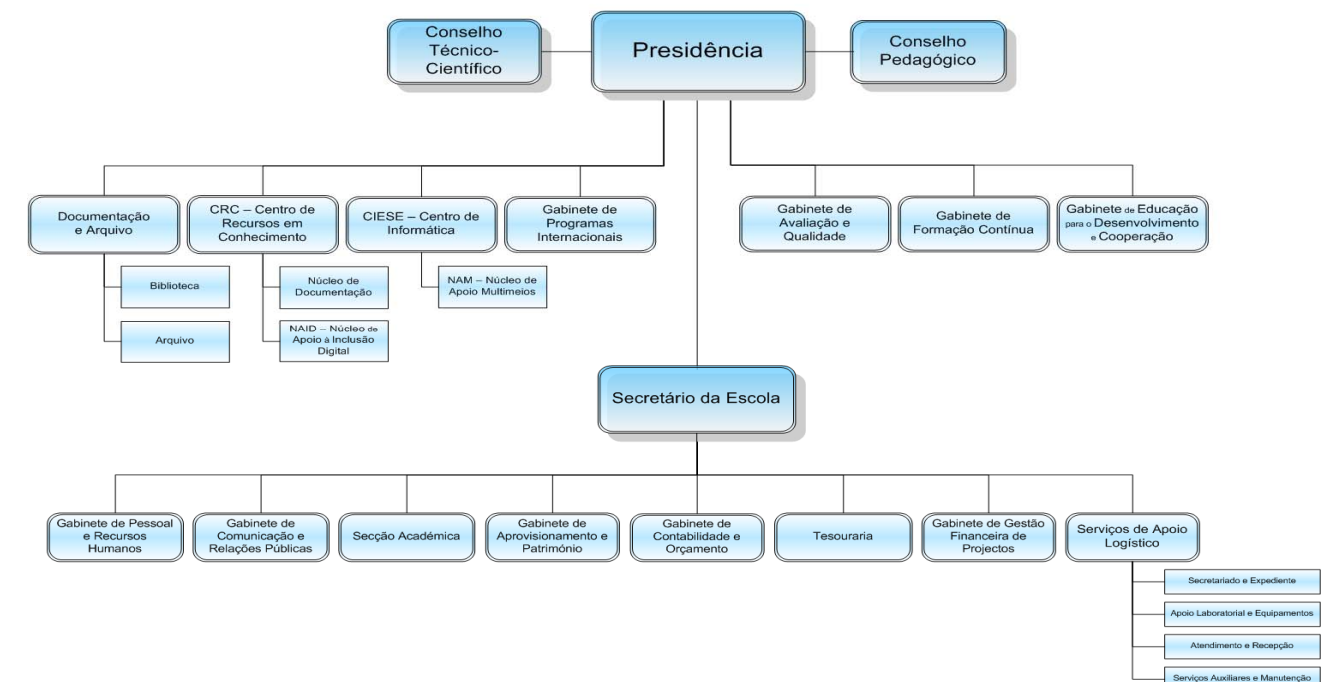 Conselho
Técnico-
Científico
Presidência
Conselho
Pedagógico
Documentação
e Arquivo
CRC – Centro de
Recursos em
Conhecimento
CIESE – Centro de
Informática
Gabinete de
Programas
Internacionais
Gabinete de
Avaliação e
Qualidade
Gabinete de
Formação Contínua
Gabinete de Educação
para o Desenvolvimento
e Cooperação
Biblioteca
Arquivo
Núcleo de
Documentação
NAID – Núcleo de
Apoio à Inclusão
Digital
NAM – Núcleo de
Apoio Multimeios
Secretário da Escola
Gabinete de Pessoal
e Recursos
Humanos
Gabinete de
Comunicação e
Relações Públicas
Secção Académica
Gabinete de
Aprovisionamento e
Património
Gabinete de
Contabilidade e
Orçamento
Tesouraria
Gabinete de Gestão
Financeira de
Projectos
Serviços de Apoio
Logístico
Secretariado e Expediente
Apoio Laboratorial e Equipamentos
Atendimento e Recepção
Serviços Auxiliares e Manutenção